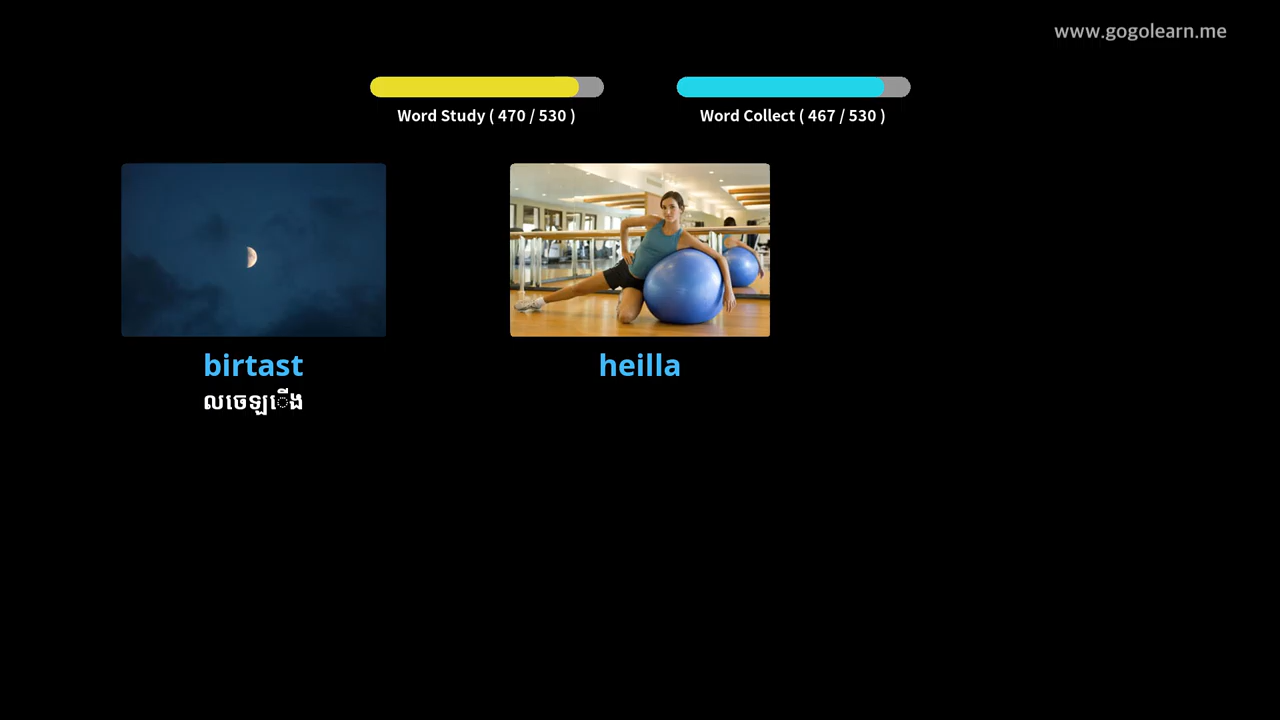 www.gogolearn.me
Word Study ( 470 / 530 )
Word Collect ( 467 / 530 )
birtast
heilla
លេចឡើង